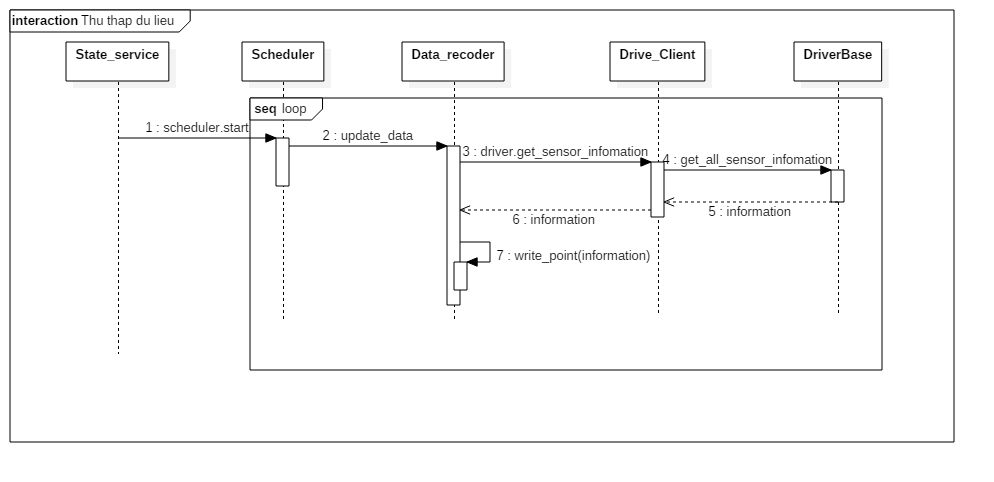 interaction Thu thap du lieu
State_service
Scheduler
Data_recoder
Drive_Client
DriverBase
seq loop
1 : scheduler.start
2 : update_data
3 : driver.get_sensor_infomation
4 : get_all_sensor_infomation
5 : information
6 : information
7 : write_point(information)